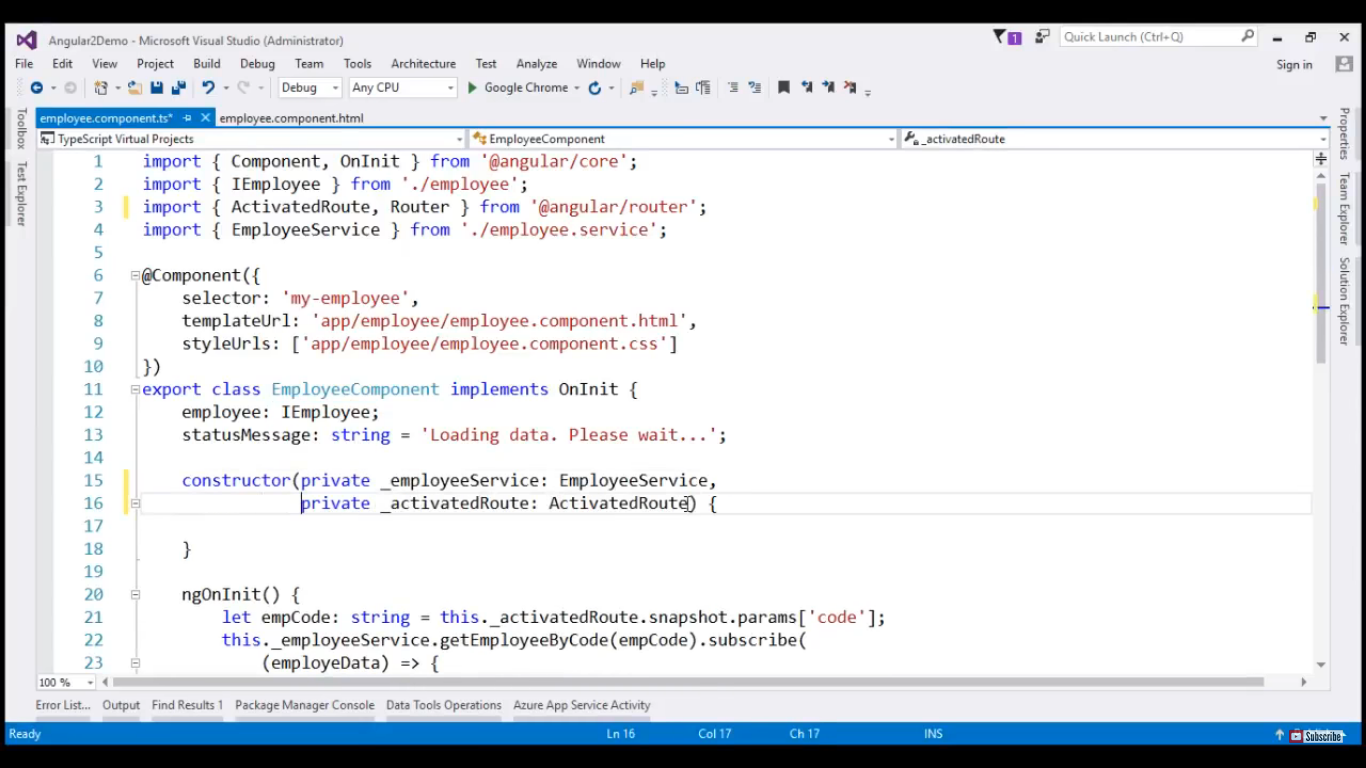 Angular2Demo - Microsoft Visual Studio (Administrator)
1
Quick Launch (Ctrl+Q)
File Edit View Project Build Debug Team Tools Architecture Test Analyze Window Help
Sign in
Debug Any CPU Google Chrome
employee.component.ts* employee.component.html
TypeScript Virtual Projects EmployeeComponent _activatedRoute
Toolbox
Test Explorer
Properties
Team Explorer
Solution Explorer
1 import { Component, OnInit } from '@angular/core';
2 import { IEmployee } from './employee';
3 import { ActivatedRoute, Router } from '@angular/router';
4 import { EmployeeService } from './employee.service';
5
6 @Component({
7 selector: 'my-employee',
8 templateUrl: 'app/employee/employee.component.html',
9 styleUrls: ['app/employee/employee.component.css']
10 })
11 export class EmployeeComponent implements OnInit {
12 employee: IEmployee;
13 statusMessage: string = 'Loading data. Please wait...';
14
15 constructor(private _employeeService: EmployeeService,
16 private _activatedRoute: ActivatedRoute) {
17
18 }
19
20 ngOnInit() {
21 let empCode: string = this._activatedRoute.snapshot.params['code'];
22 this._employeeService.getEmployeeByCode(empCode).subscribe(
23 (employeData) => {
100 %
Error List... Output Find Results 1 Package Manager Console Data Tools Operations Azure App Service Activity
Ready Ln 16 Col 17 Ch 17 INS Subscribe